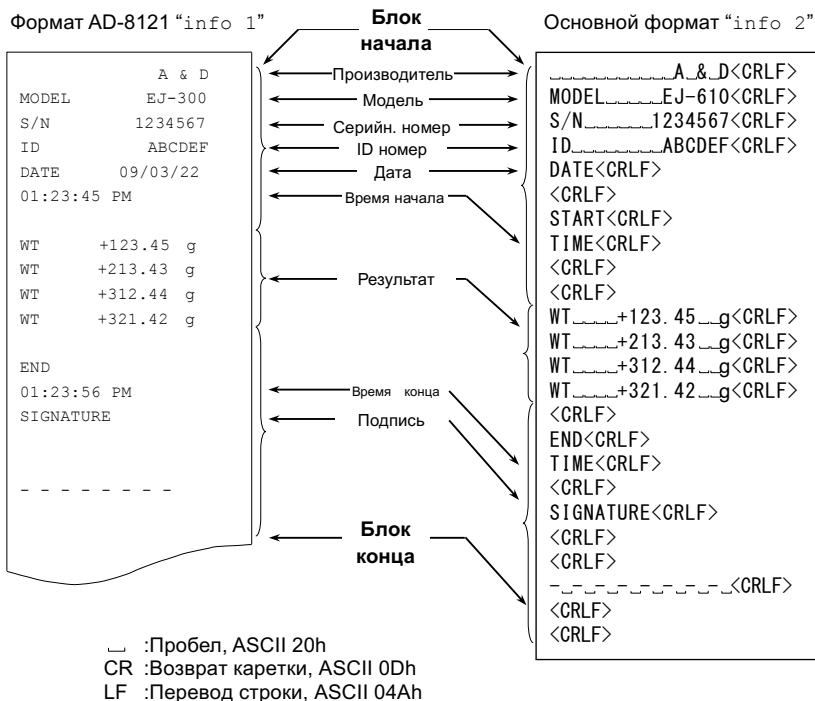 Формат AD-8121 “info 1”
A & D
MODEL EJ-300
S/N 1234567
ID ABCDEF
DATE 09/03/22
01:23:45 PM
WT +123.45 g
WT +213.43 g
WT +312.44 g
WT +321.42 g
END
01:23:56 PM
SIGNATURE
- - - - - - - -
Блок
начала
Производитель
Модель
Серийн. номер
ID номер
Дата
Время начала
Результат
Время конца
Подпись
Блок
конца
Основной формат “info 2”
␣␣␣␣␣␣␣␣␣␣␣A␣&␣D<CRLF>
MODEL␣␣␣␣␣EJ-610<CRLF>
S/N␣␣␣␣␣␣1234567<CRLF>
ID␣␣␣␣␣␣␣␣ABCDEF<CRLF>
DATE<CRLF>
<CRLF>
START<CRLF>
TIME<CRLF>
<CRLF>
<CRLF>
WT␣␣␣␣+123.45␣␣g<CRLF>
WT␣␣␣␣+213.43␣␣g<CRLF>
WT␣␣␣␣+312.44␣␣g<CRLF>
WT␣␣␣␣+321.42␣␣g<CRLF>
<CRLF>
END<CRLF>
TIME<CRLF>
<CRLF>
SIGNATURE<CRLF>
<CRLF>
<CRLF>
-␣-␣-␣-␣-␣-␣-␣-␣<CRLF>
<CRLF>
<CRLF>
␣ :Пробел, ASCII 20h
CR :Возврат каретки, ASCII 0Dh
LF :Перевод строки, ASCII 04Ah